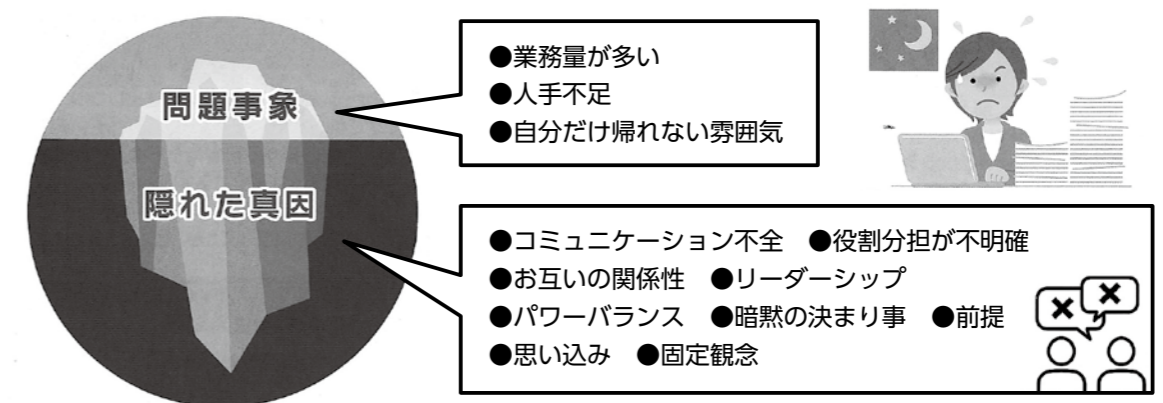 問題事象
隠れた真因
●業務量が多い
●人手不足
●自分だけ帰れない雰囲気
●コミュニケーション不全 ●役割分担が不明確
●お互いの関係性 ●リーダーシップ
●パワーバランス ●暗黙の決まり事 ●前提
●思い込み ●固定観念